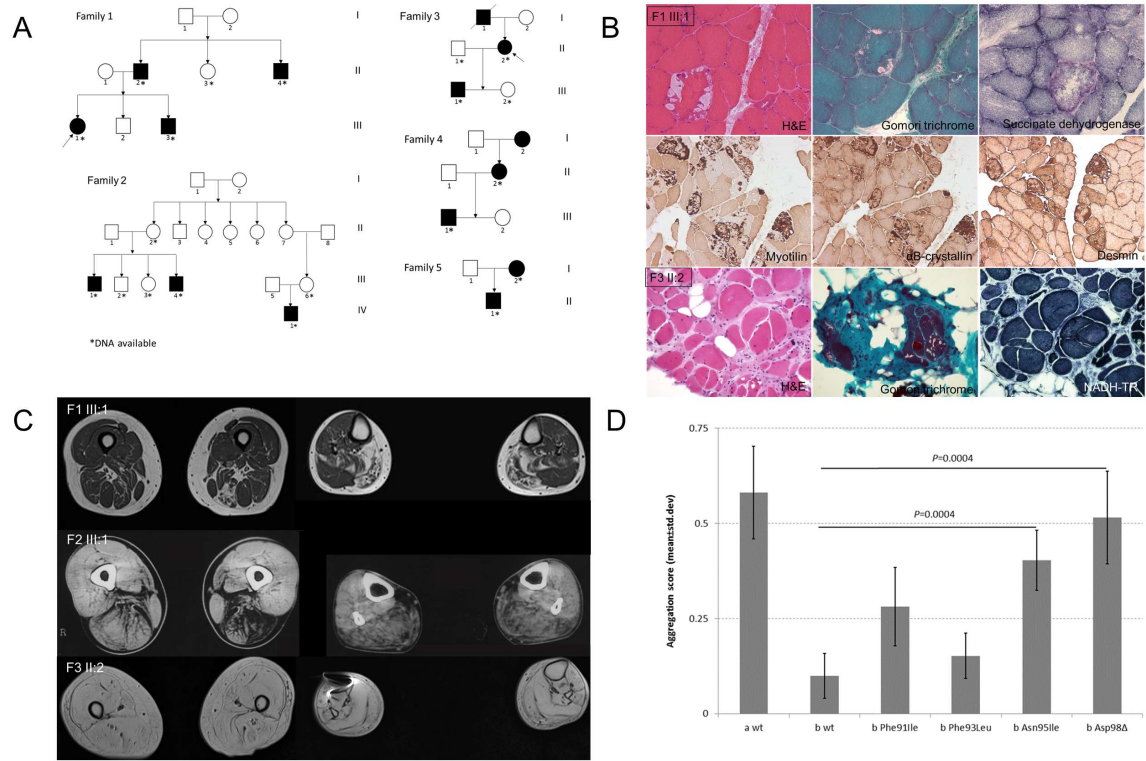 A
Family 1
1 2 I
1 2* 3* 4* II
1* 2 3* III
Family 2
1 2 I
1 2* 3 4 5 6 7 8 II
1* 2* 3* 4* 5 6* III
1* IV
*DNA available
Family 3
1 I
1* 2* II
1* 2* III
Family 4
1 2 I
1 2* II
1* 2 III
Family 5
1 2* I
1* II
B
F1 III:1
H&E
Gomori trichrome
Succinate dehydrogenase
Myotilin
αB-crystallin
Desmin
F3 II:2
H&E
Gomori trichrome
NADH-TR
C
F1 III:1
F2 III:1
R
F3 II:2
D
Aggregation score (mean±std.dev)
0.75
0.5
0.25
0
P=0.0004
P=0.0004
a wt
b wt
b Phe91Ile
b Phe93Leu
b Asn95Ile
b Asp98Δ